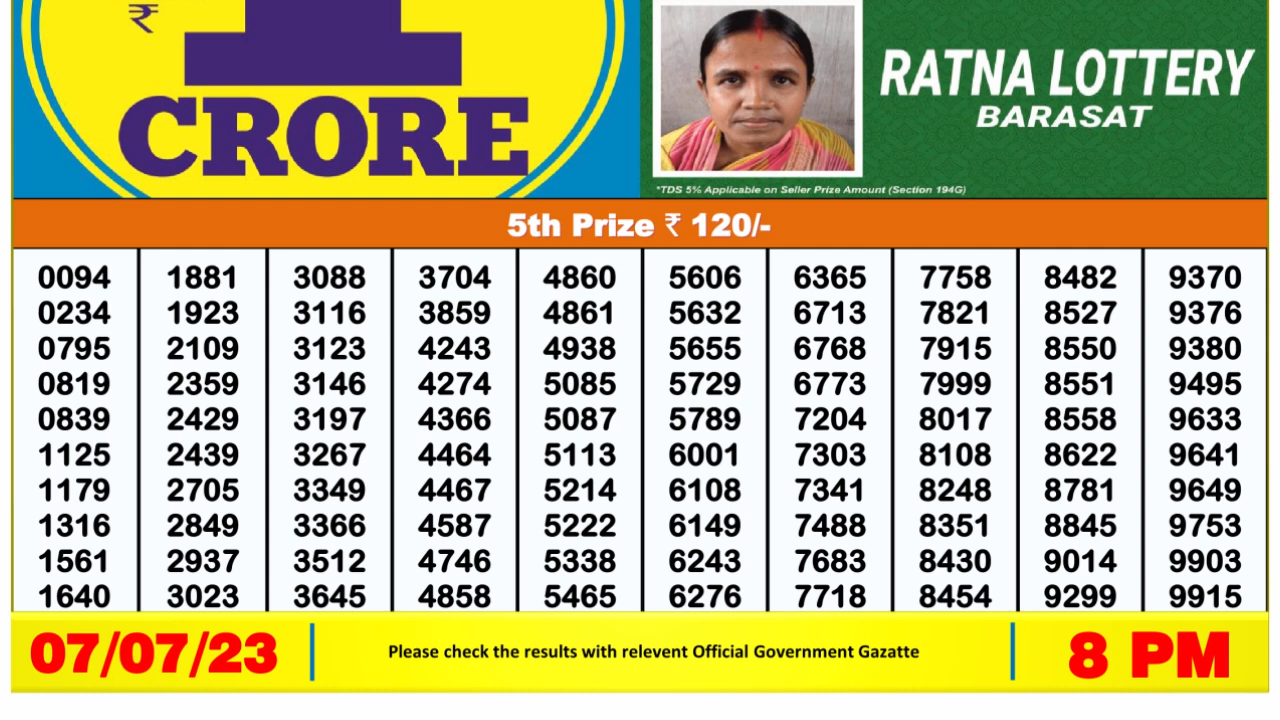 ₹ 1
CRORE
RATNA LOTTERY
BARASAT
*TDS 5% Applicable on Seller Prize Amount (Section 194G)
5th Prize ₹ 120/-
0094 1881 3088 3704 4860 5606 6365 7758 8482 9370
0234 1923 3116 3859 4861 5632 6713 7821 8527 9376
0795 2109 3123 4243 4938 5655 6768 7915 8550 9380
0819 2359 3146 4274 5085 5729 6773 7999 8551 9495
0839 2429 3197 4366 5087 5789 7204 8017 8558 9633
1125 2439 3267 4464 5113 6001 7303 8108 8622 9641
1179 2705 3349 4467 5214 6108 7341 8248 8781 9649
1316 2849 3366 4587 5222 6149 7488 8351 8845 9753
1561 2937 3512 4746 5338 6243 7683 8430 9014 9903
1640 3023 3645 4858 5465 6276 7718 8454 9299 9915
07/07/23 Please check the results with relevent Official Government Gazatte 8 PM